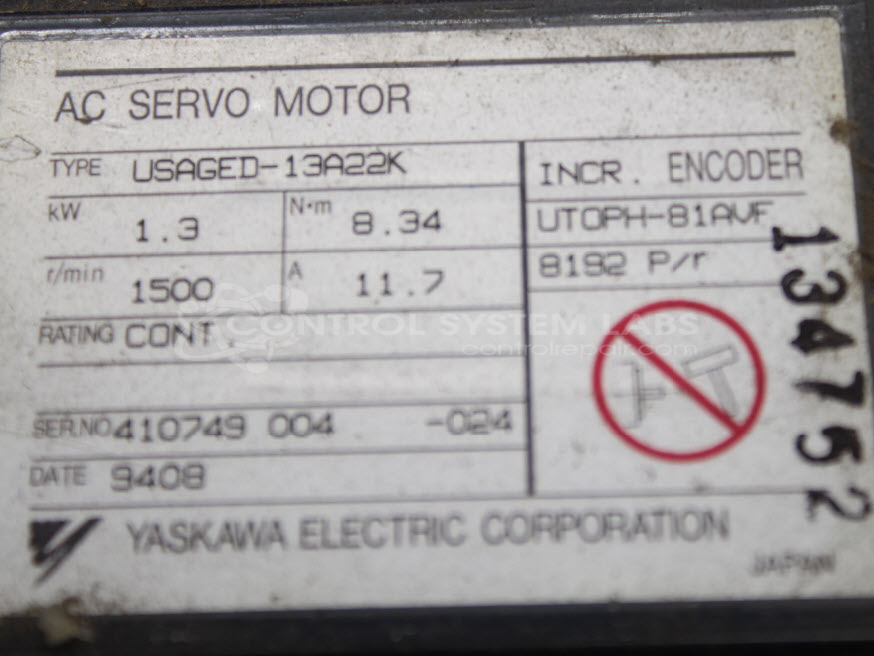 AC SERVO MOTOR
TYPE USAGED-13A22K
kW 1.3 N·m 8.34
r/min 1500 A 11.7
RATING CONT.
SER.NO 410749 004 -024
DATE 9408
INCR. ENCODER
UTOPH-81AVF
8192 P/r
134752
CONTROL SYSTEM LABS
controlrepair.com
YASKAWA ELECTRIC CORPORATION
JAPAN